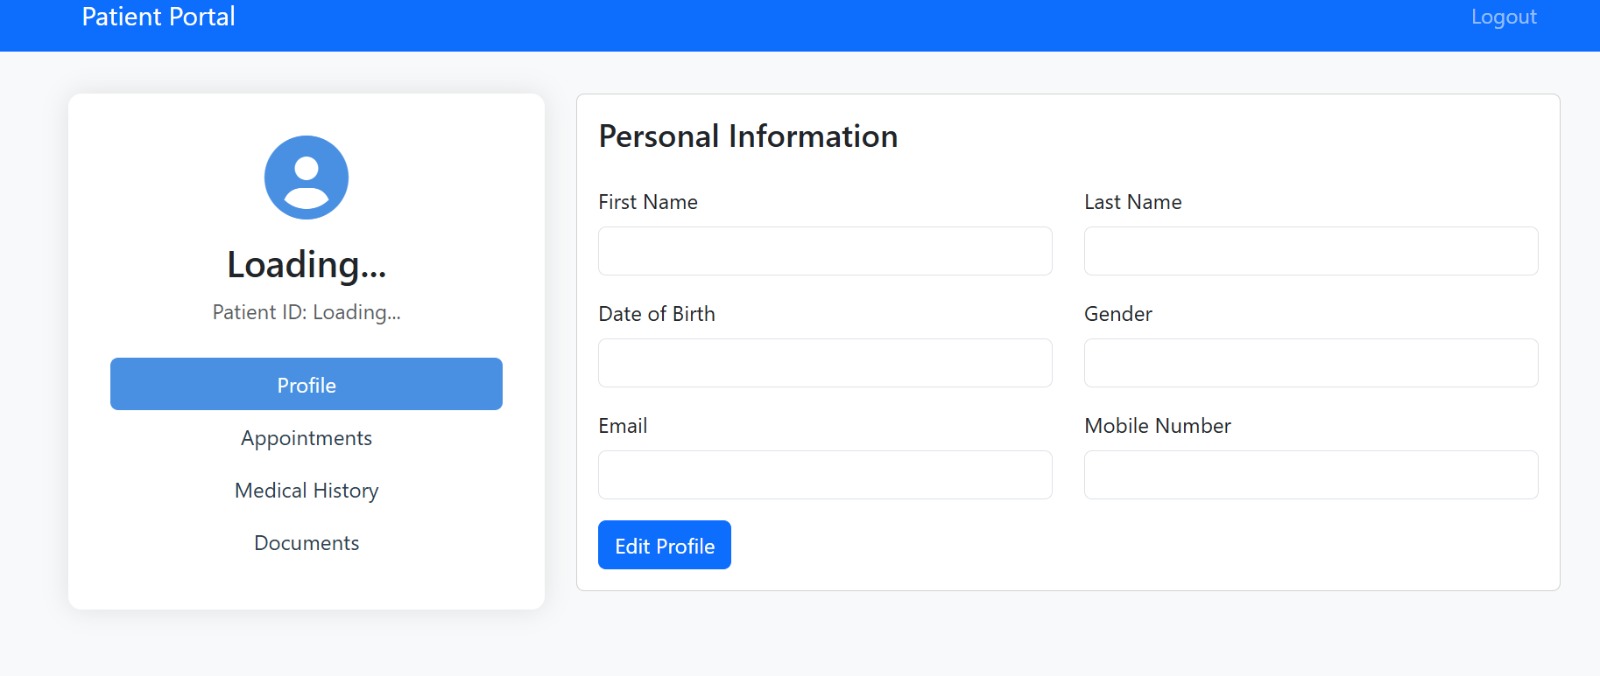 Patient Portal
Logout
Loading...
Patient ID: Loading...
Profile
Appointments
Medical History
Documents
Personal Information
First Name
Last Name
Date of Birth
Gender
Email
Mobile Number
Edit Profile